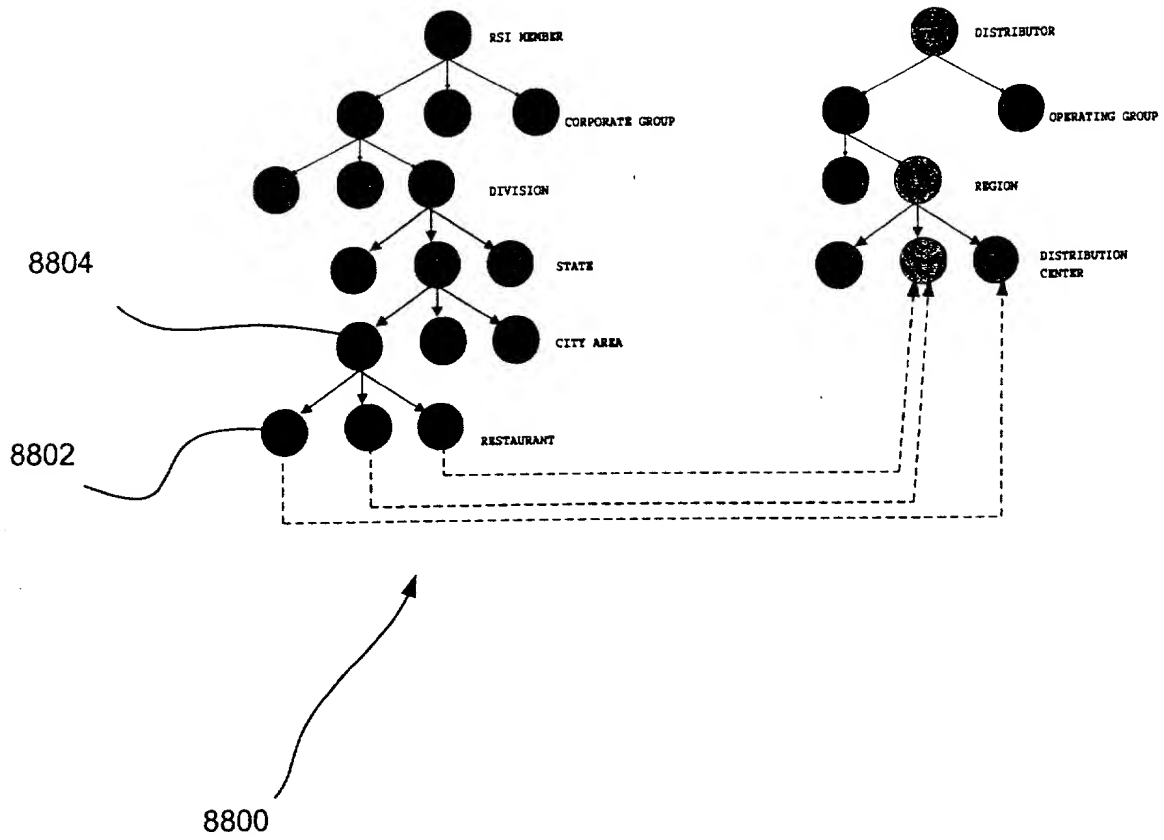 RSI MEMBER
DISTRIBUTOR
CORPORATE GROUP
OPERATING GROUP
DIVISION
REGION
8804
STATE
DISTRIBUTION
CENTER
CITY AREA
8802
RESTAURANT
8800